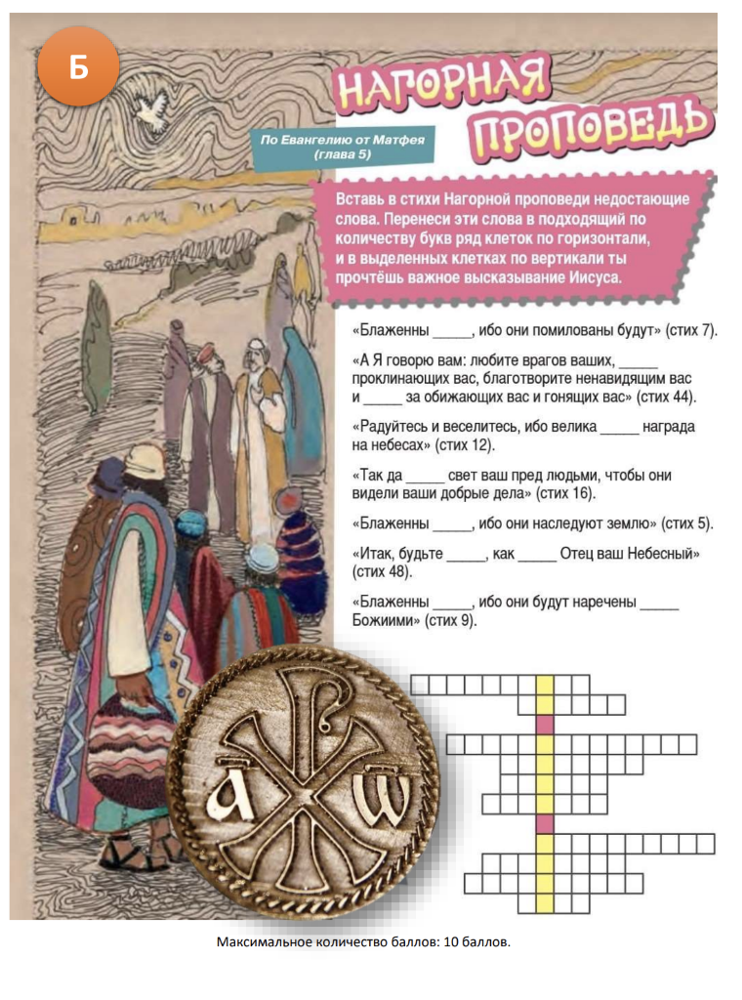 Б
НАГОРНАЯ
ПРОПОВЕДЬ
По Евангелию от Матфея
(глава 5)
Вставь в стихи Нагорной проповеди недостающие
слова. Перенеси эти слова в подходящий по
количеству букв ряд клеток по горизонтали,
и в выделенных клетках по вертикали ты
прочтёшь важное высказывание Иисуса.
«Блаженны _____, ибо они помилованы будут» (стих 7).
«А Я говорю вам: любите врагов ваших, _____
проклинающих вас, благотворите ненавидящим вас
и _____ за обижающих вас и гонящих вас» (стих 44).
«Радуйтесь и веселитесь, ибо велика _____ награда
на небесах» (стих 12).
«Так да _____ свет ваш пред людьми, чтобы они
видели ваши добрые дела» (стих 16).
«Блаженны _____, ибо они наследуют землю» (стих 5).
«Итак, будьте _____, как _____ Отец ваш Небесный»
(стих 48).
«Блаженны _____, ибо они будут наречены _____
Божиими» (стих 9).
а ѿ
Максимальное количество баллов: 10 баллов.